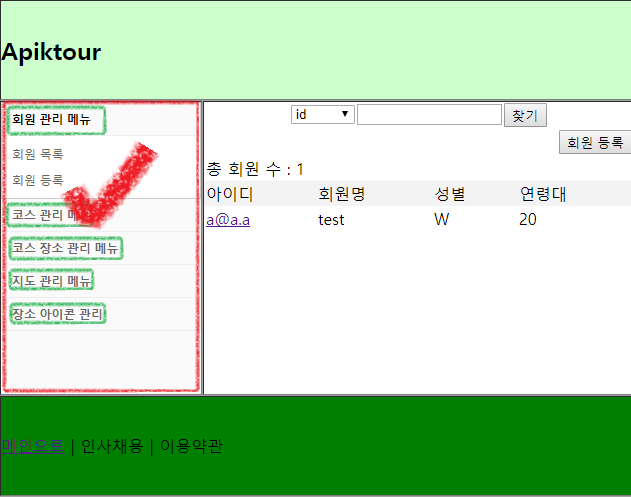 Apiktour
회원 관리 메뉴
회원 목록
회원 등록
코스 관리 메뉴
코스 장소 관리 메뉴
지도 관리 메뉴
장소 아이콘 관리
id 찾기
회원 등록
총 회원 수 : 1
아이디 회원명 성별 연령대
a@a.a test W 20
메인으로 | 인사채용 | 이용약관